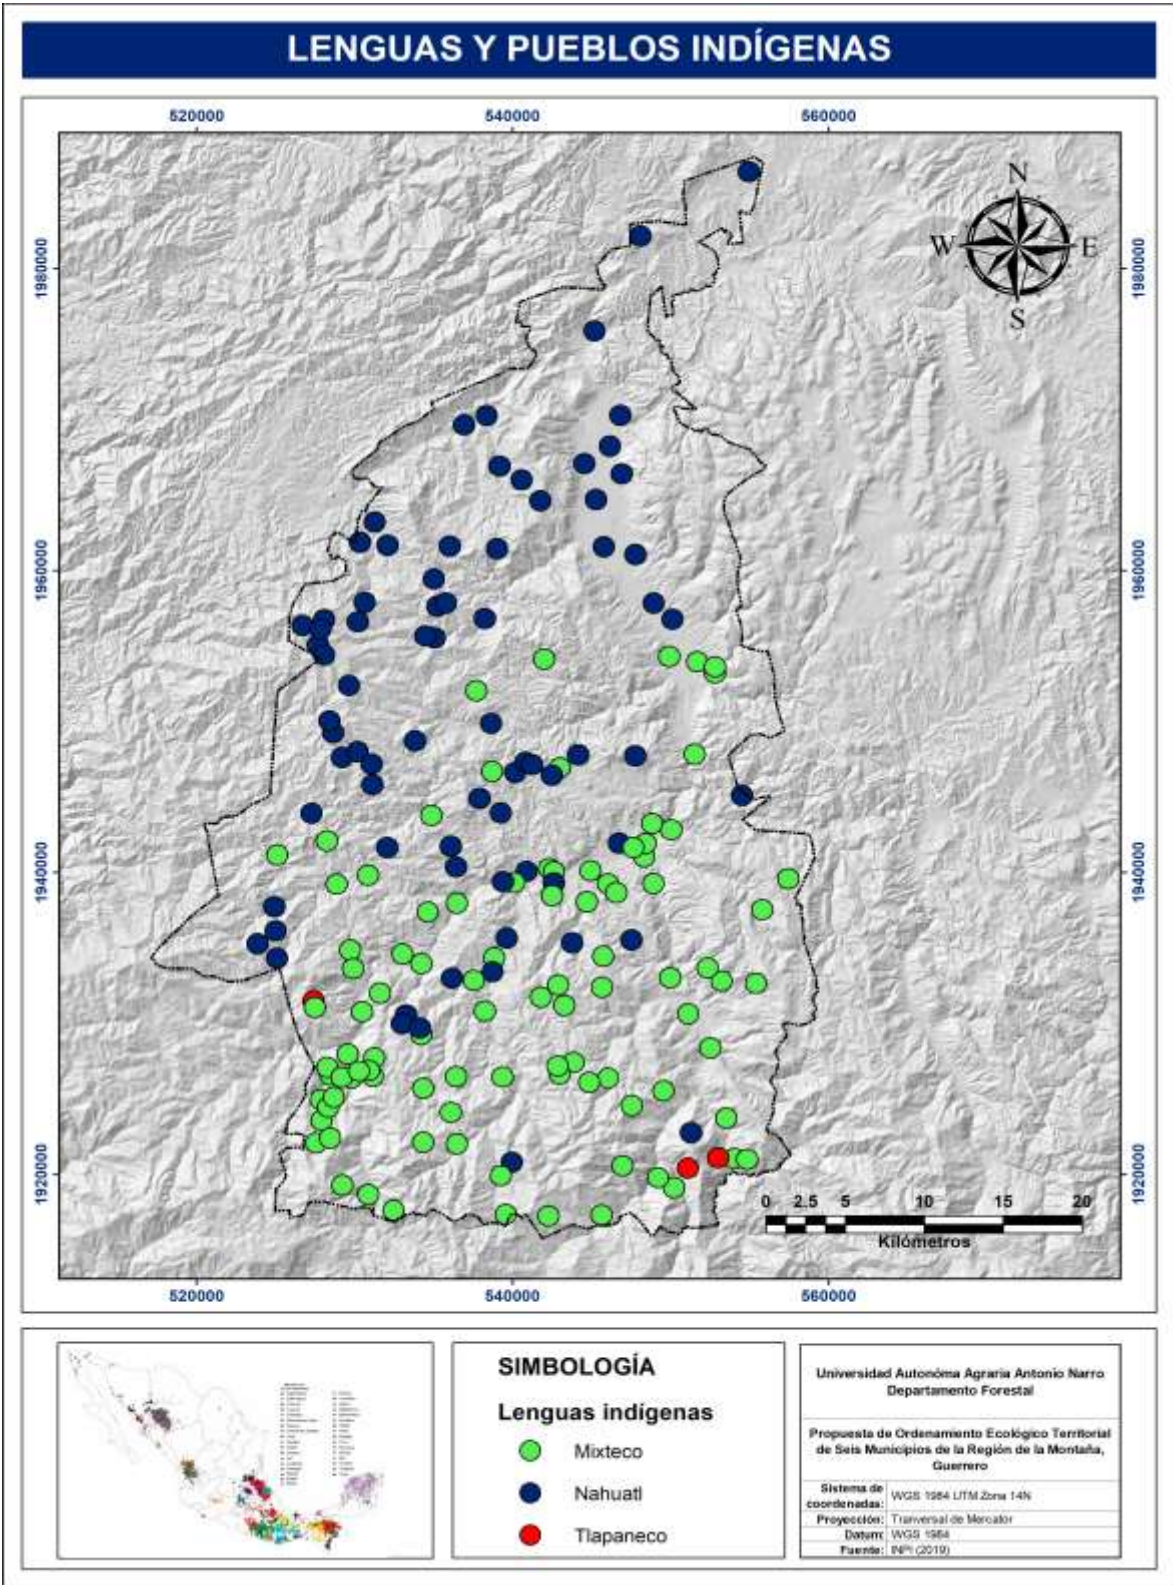 LENGUAS Y PUEBLOS INDÍGENAS
520000 540000 560000
N
W E
S
1980000 1980000
1960000 1960000
1940000 1940000
1920000 1920000
0 2.5 5 10 15 20
Kilómetros
520000 540000 560000
SIMBOLOGÍA
Lenguas indígenas
Mixteco
Nahuatl
Tlapaneco
Universidad Autonóma Agraria Antonio Narro
Departamento Forestal
Propuesta de Ordenamiento Ecológico Territorial
de Seis Municipios de la Región de la Montaña,
Guerrero
Sistema de
coordenadas: WGS 1984 UTM Zona 14N
Proyección: Tranversal de Mercator
Datum: WGS 1984
Fuente: INPI (2019)